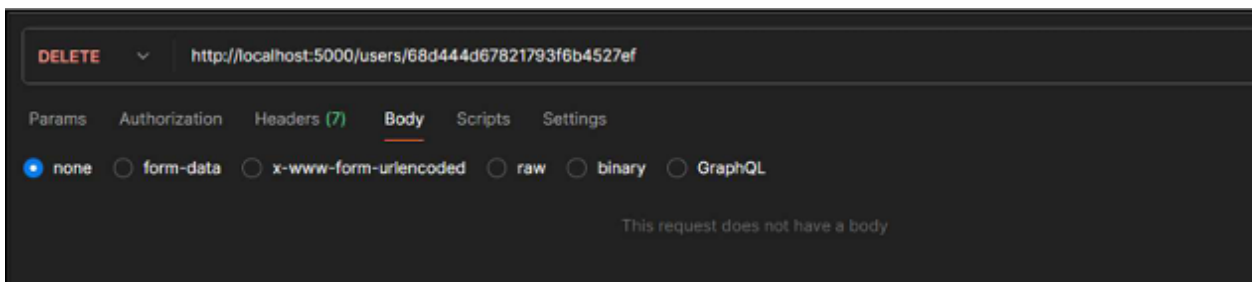 DELETE http://localhost:5000/users/68d444d67821793f6b4527ef
Params Authorization Headers (7) Body Scripts Settings
none form-data x-www-form-urlencoded raw binary GraphQL
This request does not have a body